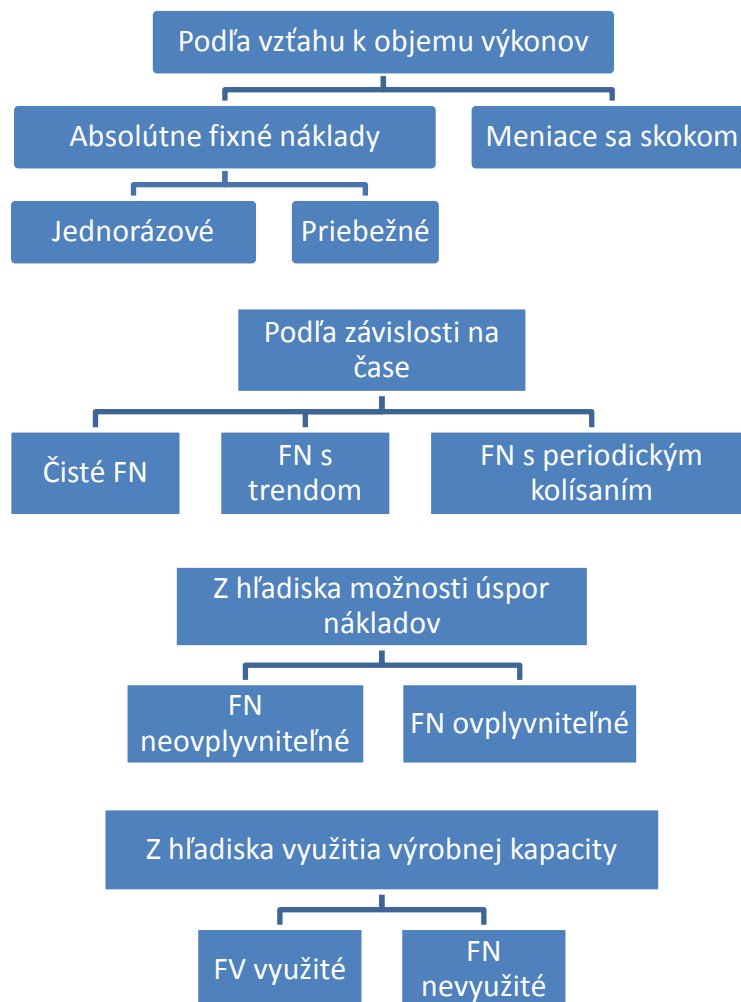 Podľa vzťahu k objemu výkonov
Absolútne fixné náklady
Meniace sa skokom
Jednorázové
Priebežné
Podľa závislosti na
čase
Čisté FN
FN s
trendom
FN s periodickým
kolísaním
Z hľadiska možnosti úspor
nákladov
FN
neovplyvniteľné
FN ovplyvniteľné
Z hľadiska využitia výrobnej kapacity
FV využité
FN
nevyužité